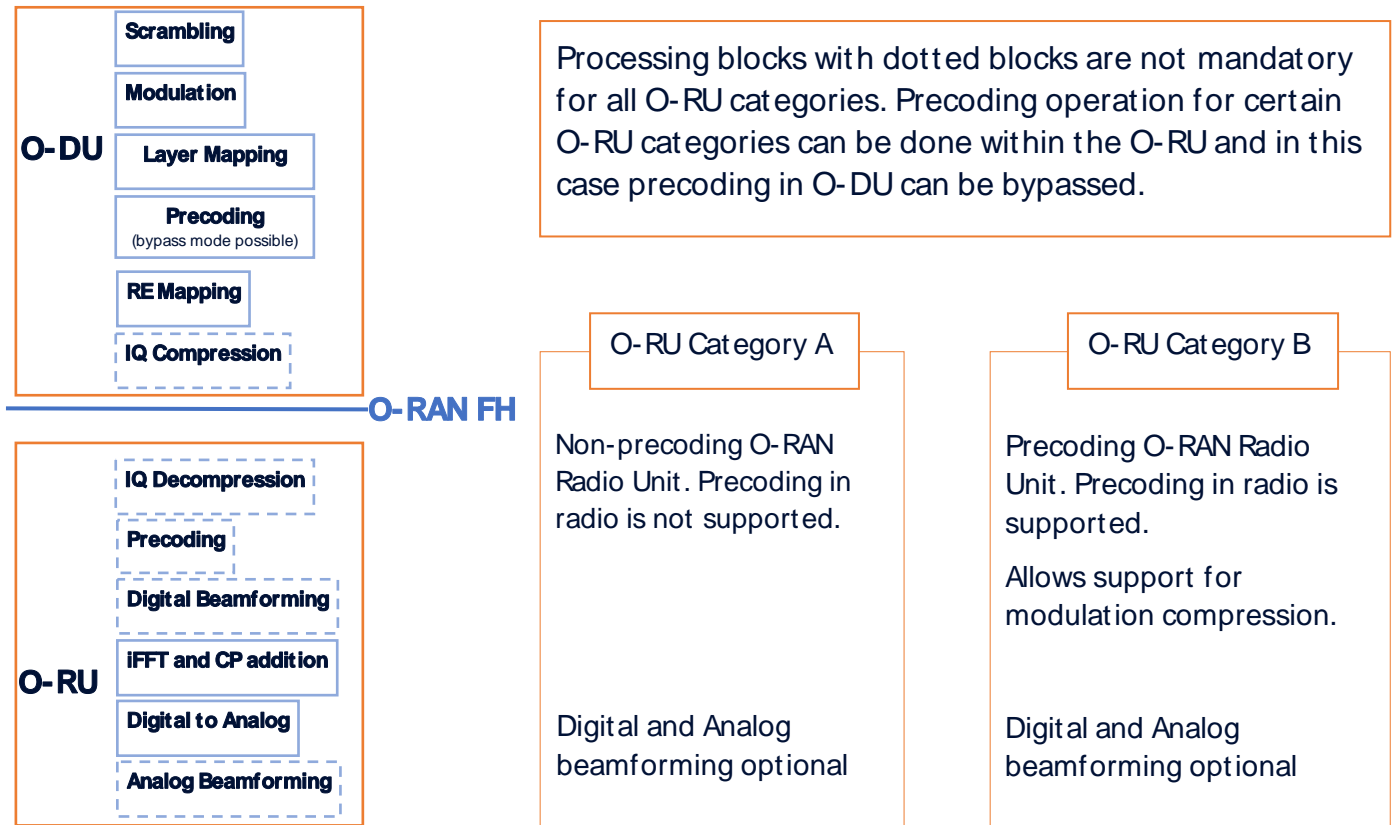 Scrambling
Modulation
O-DU
Layer Mapping
Precoding
(bypass mode possible)
RE Mapping
IQ Compression
O-RAN FH
IQ Decompression
Precoding
Digital Beamforming
iFFT and CP addition
O-RU
Digital to Analog
Analog Beamforming
Processing blocks with dotted blocks are not mandatory
for all O-RU categories. Precoding operation for certain
O-RU categories can be done within the O-RU and in this
case precoding in O-DU can be bypassed.
O-RU Category A
Non-precoding O-RAN
Radio Unit. Precoding in
radio is not supported.
Digital and Analog
beamforming optional
O-RU Category B
Precoding O-RAN Radio
Unit. Precoding in radio is
supported.
Allows support for
modulation compression.
Digital and Analog
beamforming optional